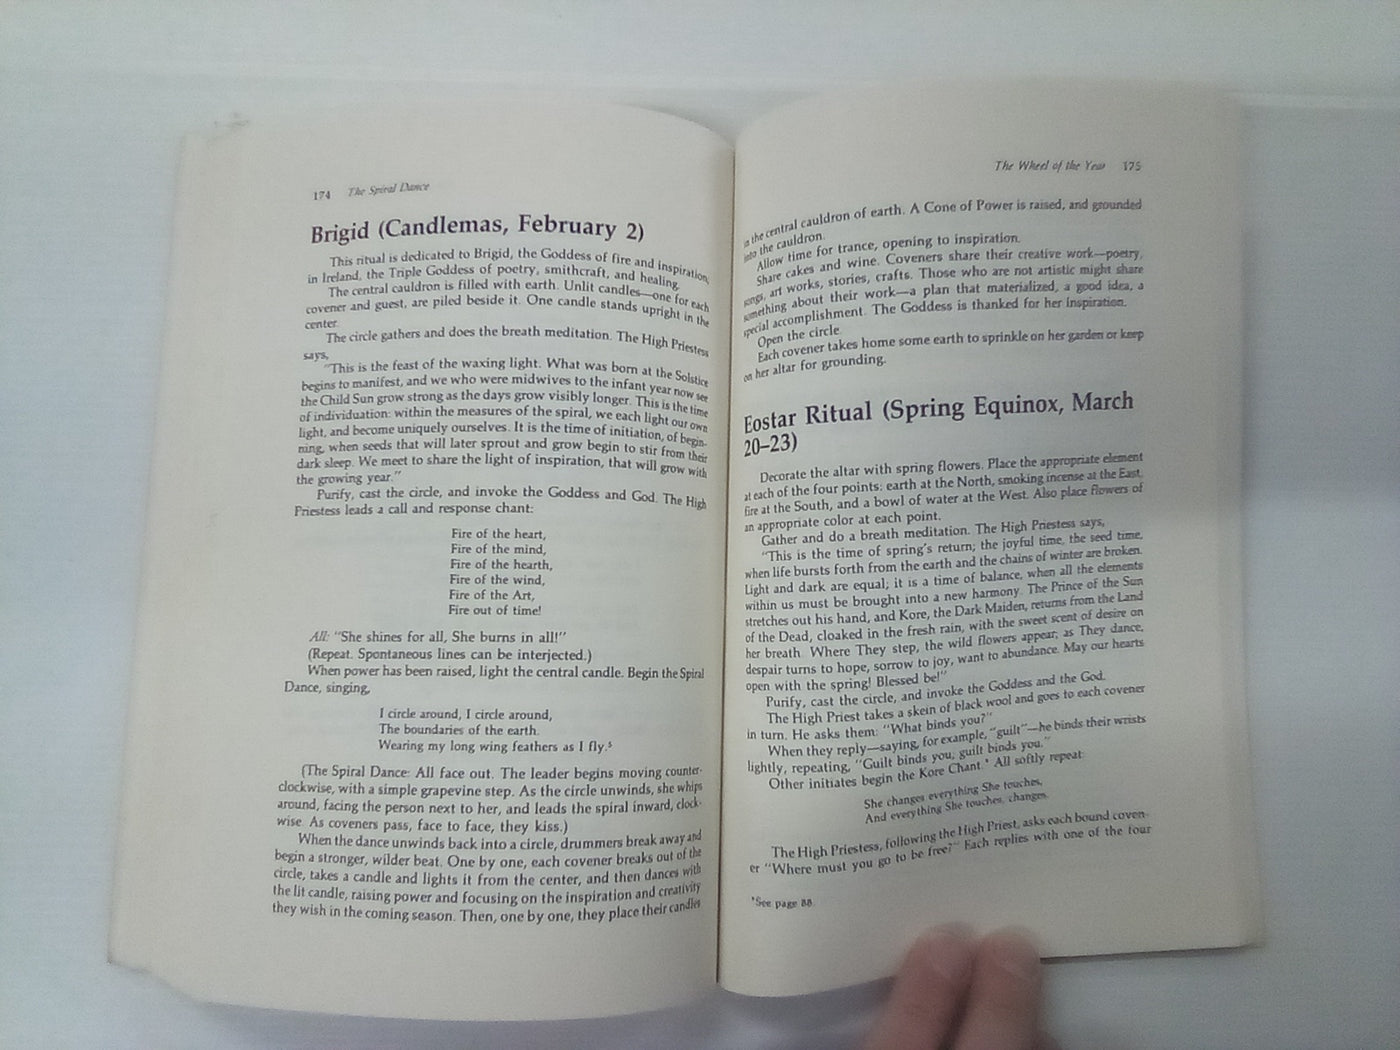 174 The Spiral Dance
Brigid (Candlemas, February 2)
This ritual is dedicated to Brigid, the Goddess of fire and inspiration,
in Ireland, the Triple Goddess of poetry, smithcraft, and healing.
The central cauldron is filled with earth. Unlit candles—one for each
covener and guest, are piled beside it. One candle stands upright in the
center.
The circle gathers and does the breath meditation. The High Priestess
says,
"This is the feast of the waxing light. What was born at the Solstice
begins to manifest, and we who were midwives to the infant year now see
the Child Sun grow strong as the days grow visibly longer. This is the time
of individuation: within the measures of the spiral, we each light our own
light, and become uniquely ourselves. It is the time of initiation, of begin-
ning, when seeds that will later sprout and grow begin to stir from their
dark sleep. We meet to share the light of inspiration, that will grow with
the growing year."
Purify, cast the circle, and invoke the Goddess and God. The High
Priestess leads a call and response chant:
Fire of the heart,
Fire of the mind,
Fire of the hearth,
Fire of the wind,
Fire of the Art,
Fire out of time!
All: "She shines for all, She burns in all!"
(Repeat. Spontaneous lines can be interjected.)
When power has been raised, light the central candle. Begin the Spiral
Dance, singing,
I circle around, I circle around,
The boundaries of the earth.
Wearing my long wing feathers as I fly.⁵
(The Spiral Dance: All face out. The leader begins moving counter-
clockwise, with a simple grapevine step. As the circle unwinds, she whips
around, facing the person next to her, and leads the spiral inward, clock-
wise. As coveners pass, face to face, they kiss.)
When the dance unwinds back into a circle, drummers break away and
begin a stronger, wilder beat. One by one, each covener breaks out of the
circle, takes a candle and lights it from the center, and then dances with
the lit candle, raising power and focusing on the inspiration and creativity
they wish in the coming season. Then, one by one, they place their candles
The Wheel of the Year 175
in the central cauldron of earth. A Cone of Power is raised, and grounded
into the cauldron.
Allow time for trance, opening to inspiration.
Share cakes and wine. Coveners share their creative work—poetry,
songs, art works, stories, crafts. Those who are not artistic might share
something about their work—a plan that materialized, a good idea, a
special accomplishment. The Goddess is thanked for her inspiration.
Open the circle.
Each covener takes home some earth to sprinkle on her garden or keep
on her altar for grounding.
Eostar Ritual (Spring Equinox, March
20–23)
Decorate the altar with spring flowers. Place the appropriate element
at each of the four points: earth at the North, smoking incense at the East,
fire at the South, and a bowl of water at the West. Also place flowers of
an appropriate color at each point.
Gather and do a breath meditation. The High Priestess says,
"This is the time of spring's return; the joyful time, the seed time,
when life bursts forth from the earth and the chains of winter are broken.
Light and dark are equal; it is a time of balance, when all the elements
within us must be brought into a new harmony. The Prince of the Sun
stretches out his hand, and Kore, the Dark Maiden, returns from the Land
of the Dead, cloaked in the fresh rain, with the sweet scent of desire on
her breath. Where They step, the wild flowers appear; as They dance,
despair turns to hope, sorrow to joy, want to abundance. May our hearts
open with the spring! Blessed be!"
Purify, cast the circle, and invoke the Goddess and the God.
The High Priest takes a skein of black wool and goes to each covener
in turn. He asks them: "What binds you?"
When they reply—saying, for example, "guilt"—he binds their wrists
lightly, repeating, "Guilt binds you, guilt binds you."
Other initiates begin the Kore Chant.* All softly repeat:
She changes everything She touches,
And everything She touches, changes.
The High Priestess, following the High Priest, asks each bound coven-
er "Where must you go to be free?" Each replies with one of the four
*See page 88.